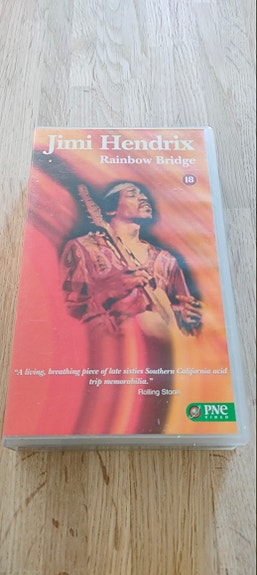 Jimi Hendrix
Rainbow Bridge
18
"A living, breathing piece of late sixties Southern California acid
trip memorabilia."
Rolling Stone
PNE
VIDEO